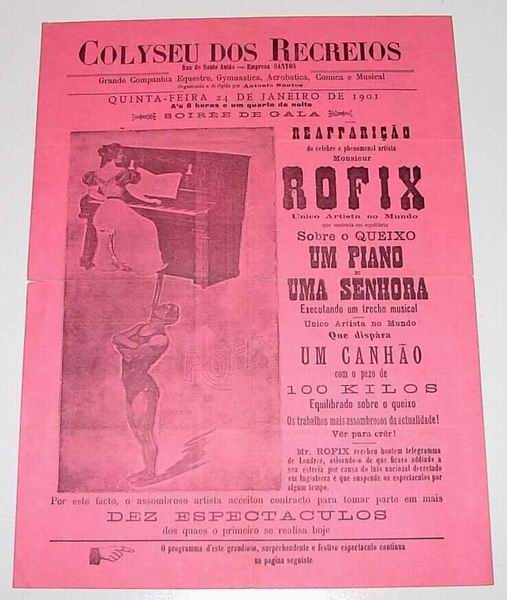 COLYSEU DOS RECREIOS
Rua de Santo Antão — Empreza SANTOS
Grande Companhia Equestre, Gymnastica, Acrobatica, Comica e Musical
Organisada e dirigida por Antonio Santos
QUINTA-FEIRA 24 DE JANEIRO DE 1901
A's 8 horas e um quarto da noite
SOIRÉE DE GALA
REAPPARIÇÃO
do celebre e phenomenal artista
Monsieur
ROFIX
Unico Artista no Mundo
que sustenta em equilibrio
Sobre o QUEIXO
UM PIANO
E
UMA SENHORA
Executando um trecho musical
Unico Artista no Mundo
Que dispára
UM CANHÃO
com o pezo de
100 KILOS
Equilibrado sobre o queixo
Os trabalhos mais assombrosos da actualidade!
Vêr para crêr!
Mr. ROFIX recebeu hontem telegramma
de Londres, avisando-o de que ficava addiada a
sua estreia por causa do luto nacional decretado
em Inglaterra e que suspende os espectaculos por
algum tempo.
ROFIX
Por este facto, o assombroso artista acceitou contracto para tomar parte em mais
DEZ ESPECTACULOS
dos quaes o primeiro se realisa hoje
O programma d'este grandioso, surprehendente e festivo espectaculo continua
na pagina seguinte